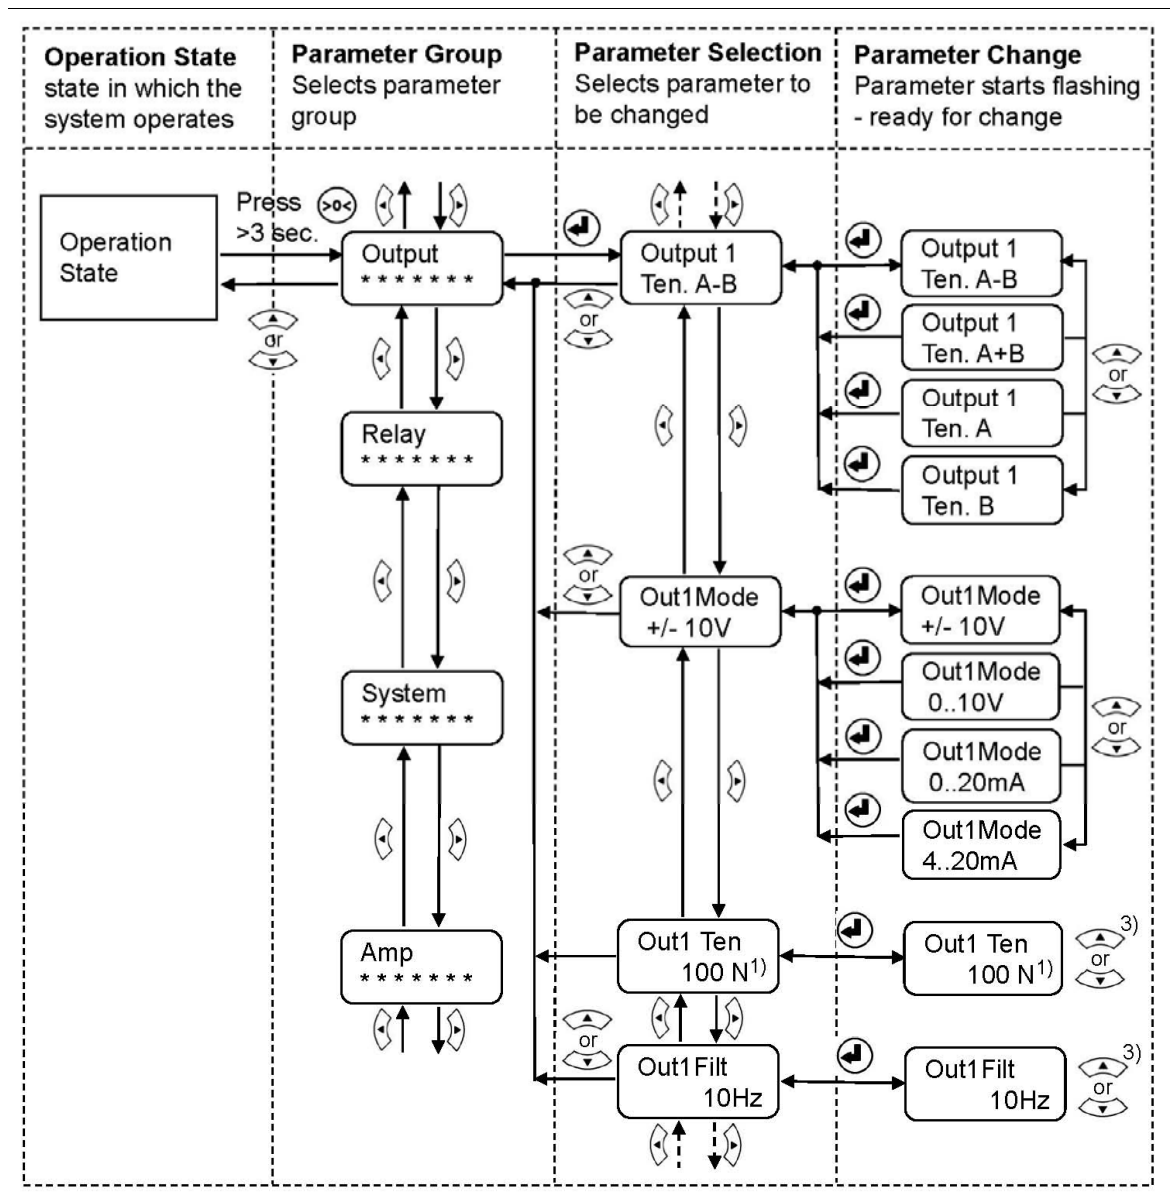 Operation State
state in which the
system operates
Parameter Group
Selects parameter
group
Parameter Selection
Selects parameter to
be changed
Parameter Change
Parameter starts flashing
- ready for change
Operation
State
Press >0<
>3 sec.
or
Output
* * * * * * *
Relay
* * * * * * *
System
* * * * * * *
Amp
* * * * * * *
Output 1
Ten. A-B
or
Out1Mode
+/- 10V
or
Out1 Ten
100 N1)
Out1Filt
10Hz
or
Output 1
Ten. A-B
Output 1
Ten. A+B
Output 1
Ten. A
Output 1
Ten. B
or
Out1Mode
+/- 10V
Out1Mode
0..10V
Out1Mode
0..20mA
Out1Mode
4..20mA
or
Out1 Ten
100 N1)
3)
or
Out1Filt
10Hz
3)
or